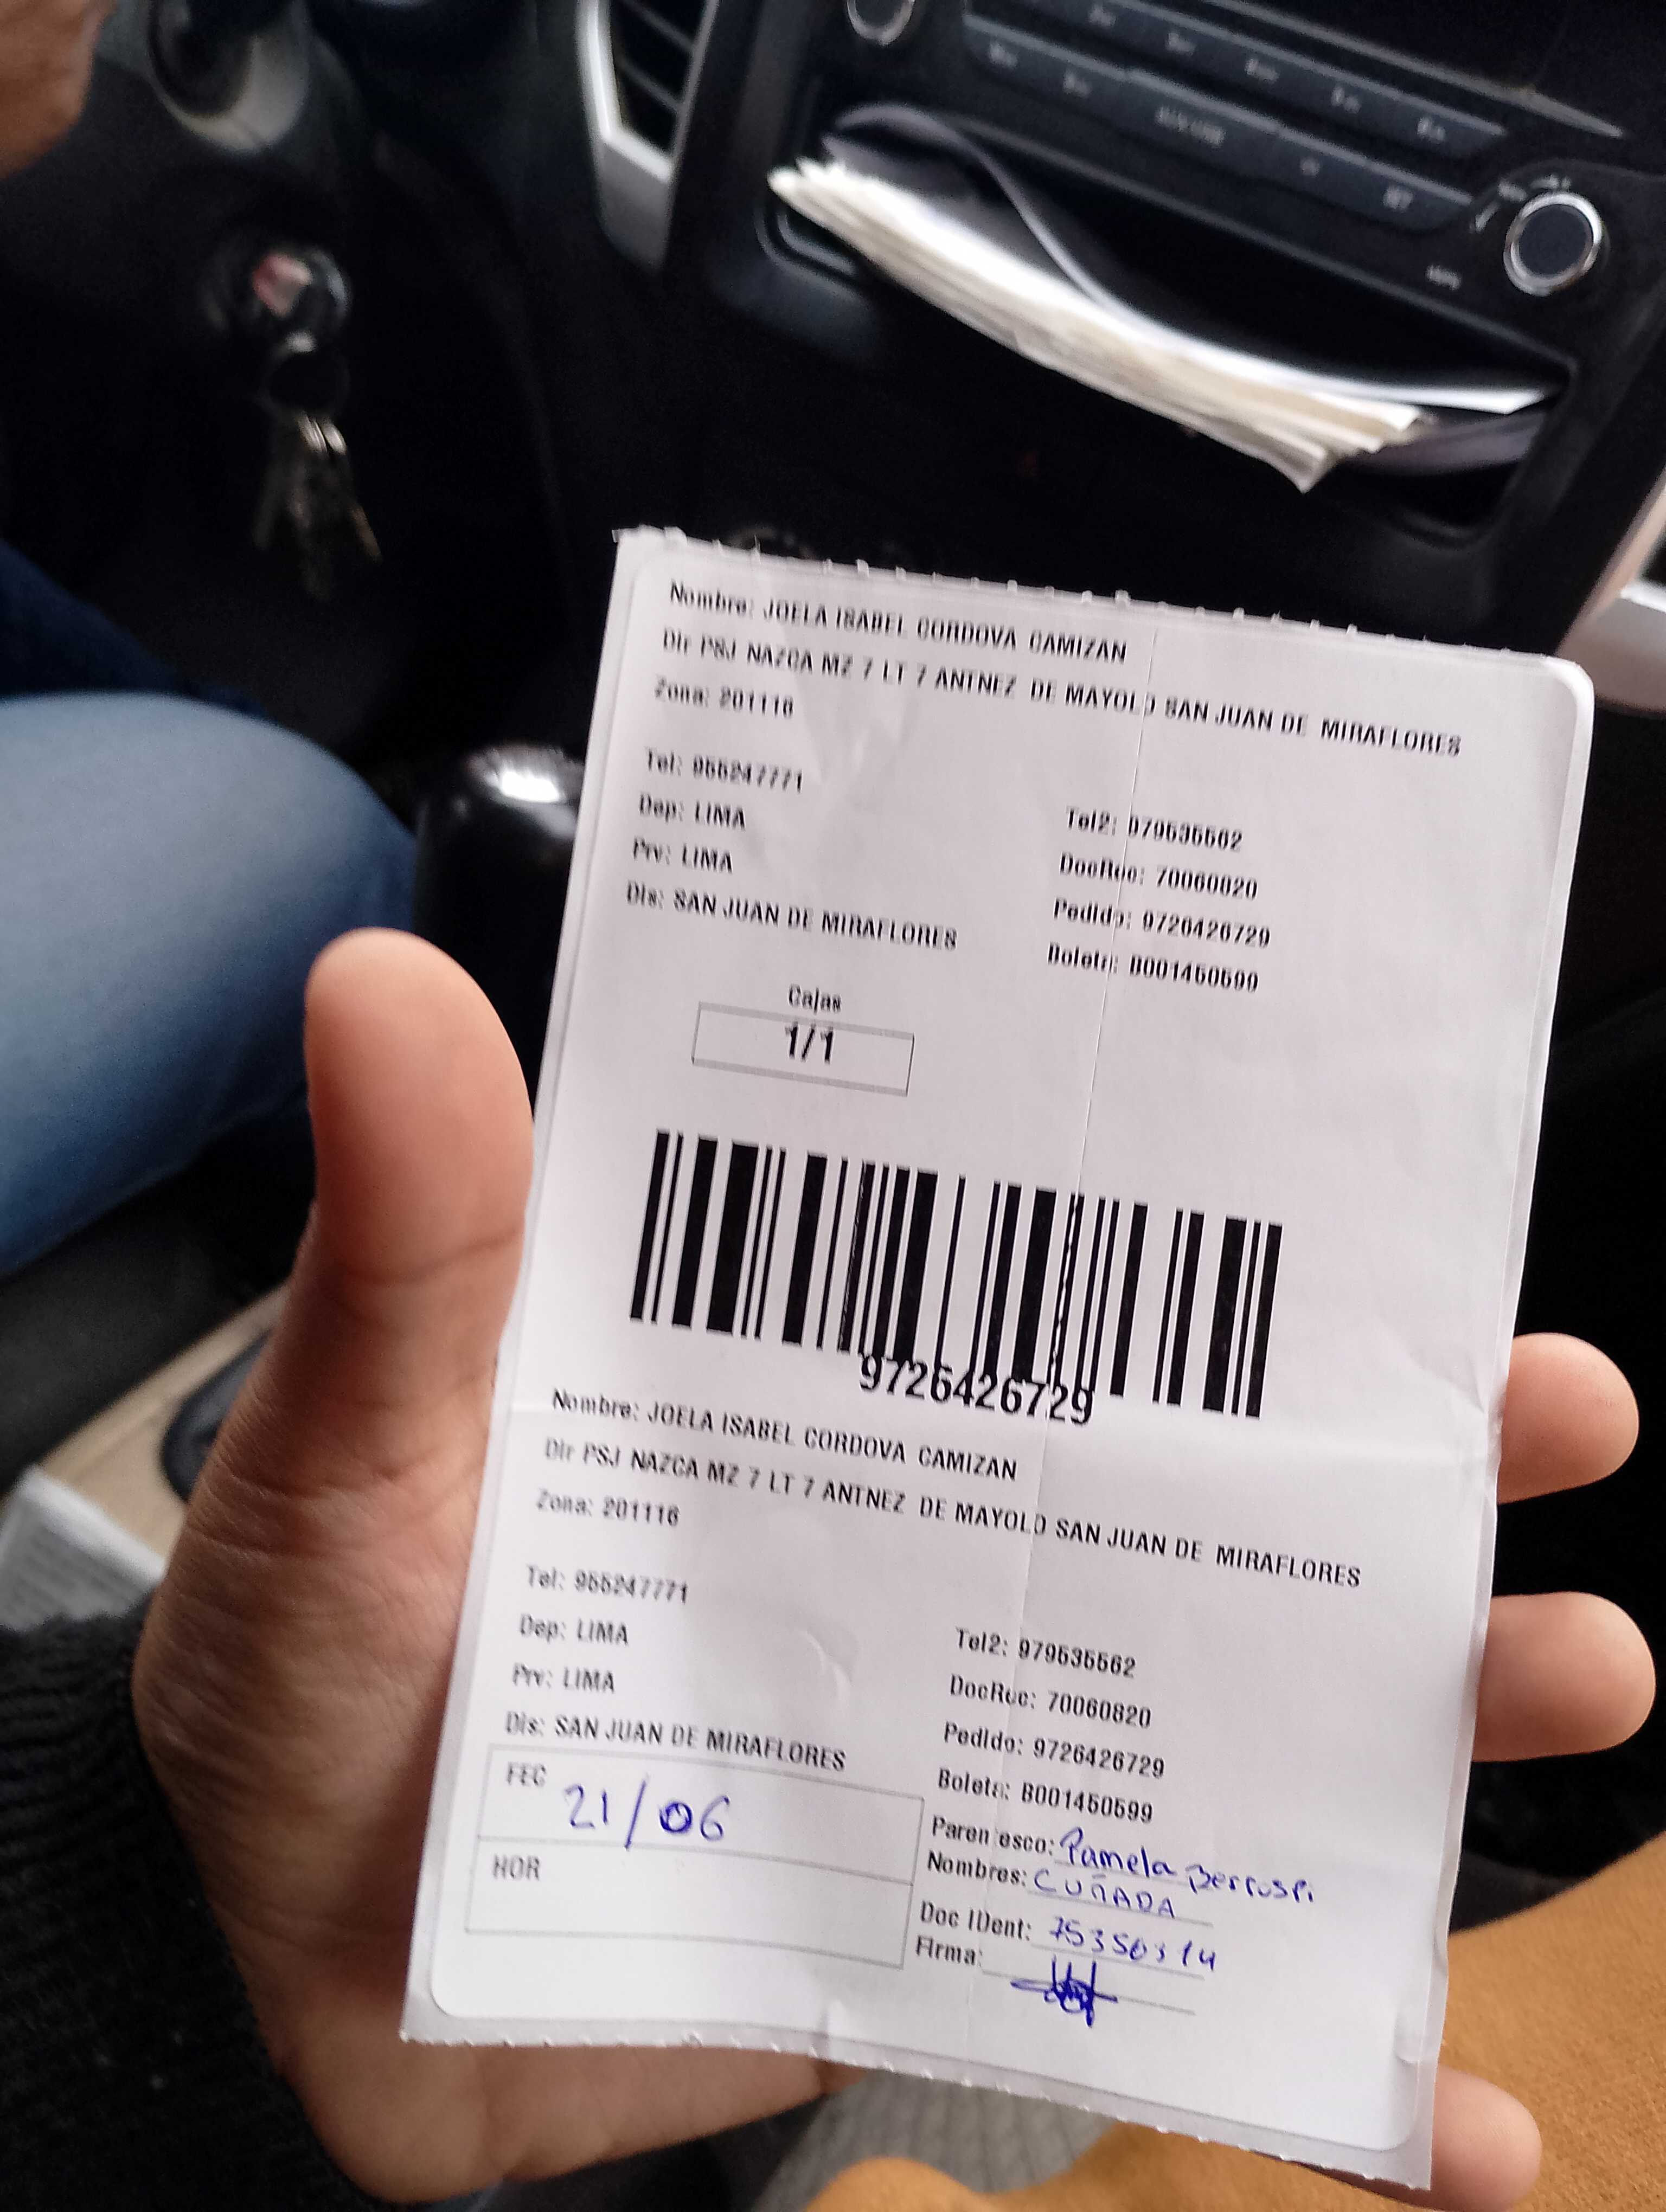 Nombre: JOELA ISABEL CORDOVA CAMIZAN
Dir PSJ NAZCA MZ 7 LT 7 ANTNEZ DE MAYOLO SAN JUAN DE MIRAFLORES
Zona: 201116
Tel: 955247771
Dep: LIMA
Tel2: 979535562
Prv: LIMA
DocRec: 70060820
Dis: SAN JUAN DE MIRAFLORES
Pedido: 9726426729
Boleta: B001450599
Cajas
1/1
9726426729
Nombre: JOELA ISABEL CORDOVA CAMIZAN
Dir PSJ NAZCA MZ 7 LT 7 ANTNEZ DE MAYOLO SAN JUAN DE MIRAFLORES
Zona: 201116
Tel: 955247771
Dep: LIMA
Tel2: 979535562
Prv: LIMA
DocRec: 70060820
Dis: SAN JUAN DE MIRAFLORES
Pedido: 9726426729
Boleta: B001450599
FEC 21/06
HOR
Parentesco: Pamela Berrospi
Nombres: CUÑADA
Doc IDent: 75350314
Firma: